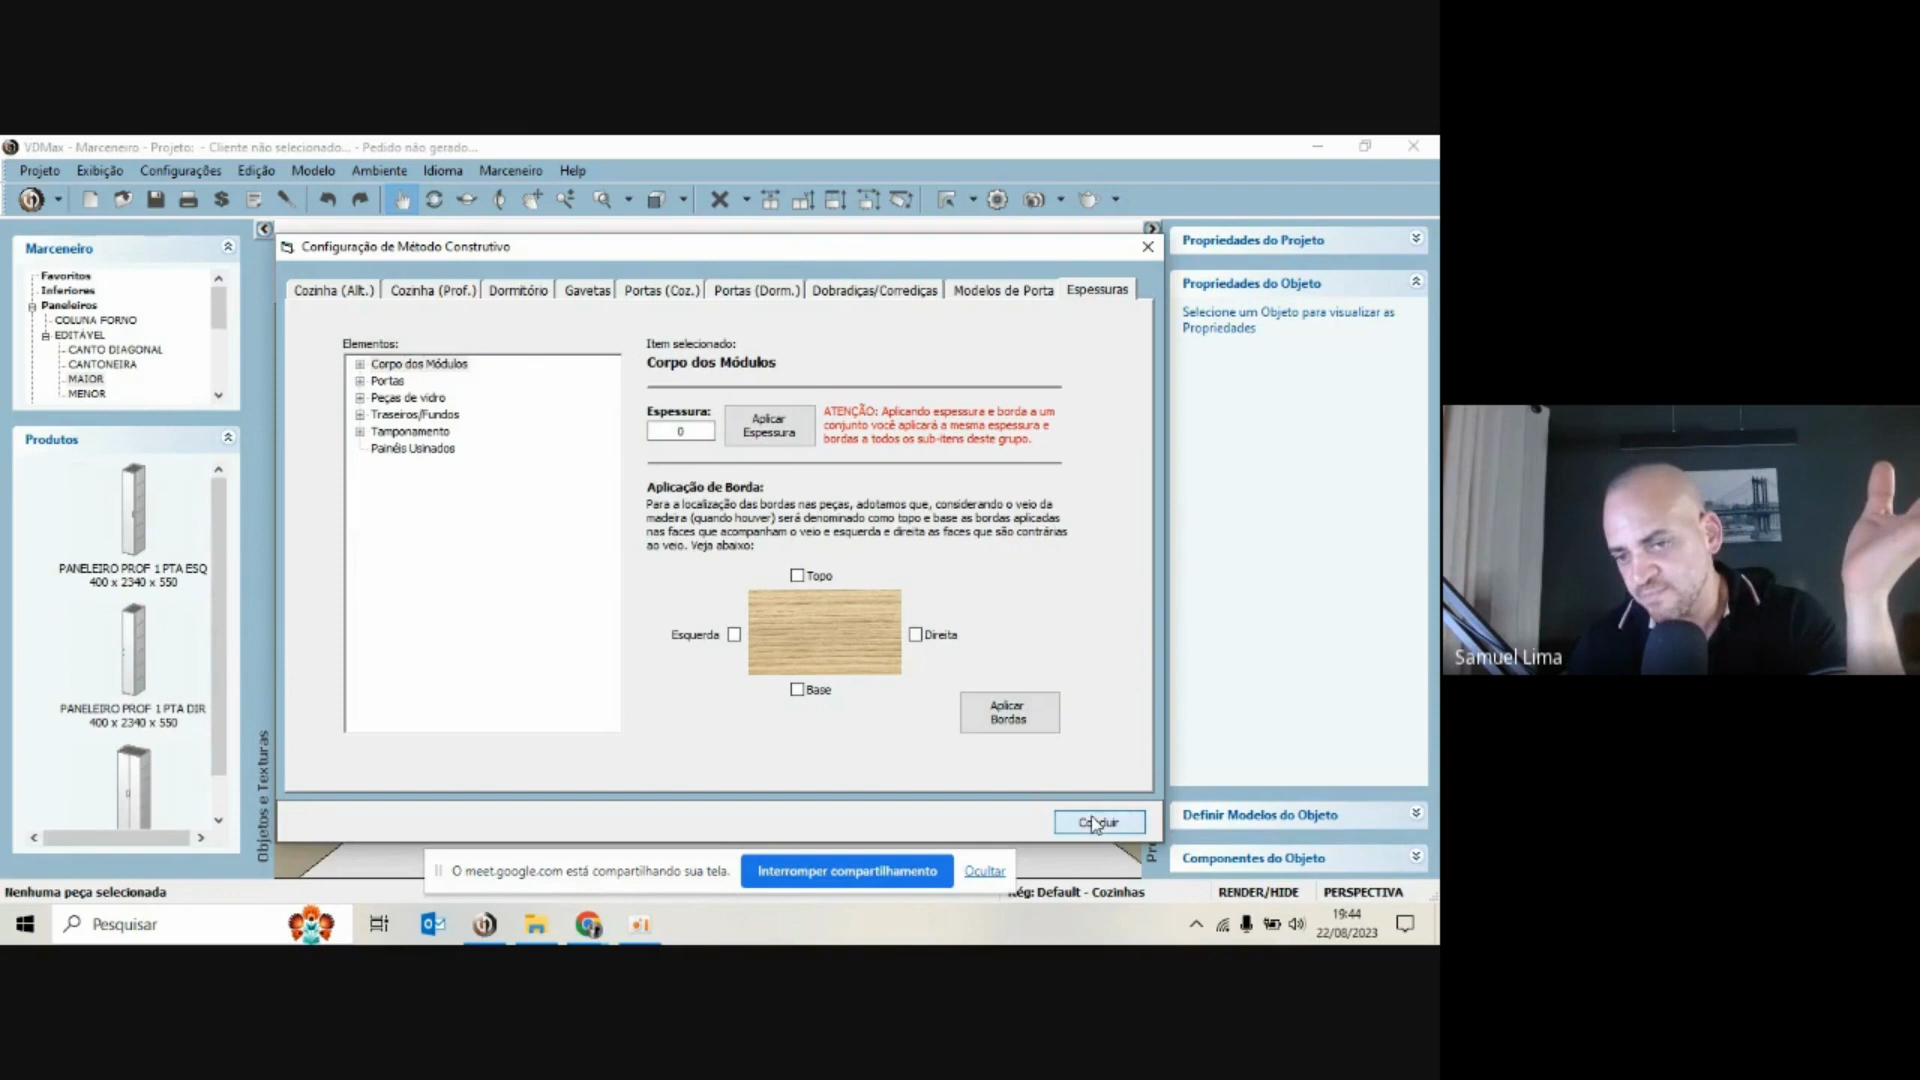 VDMax - Marceneiro - Projeto: - Cliente não selecionado... - Pedido não gerado...
Projeto Exibição Configurações Edição Modelo Ambiente Idioma Marceneiro Help
Marceneiro
Favoritos
Inferiores
Paneleiros
COLUNA FORNO
EDITÁVEL
CANTO DIAGONAL
CANTONEIRA
MAIOR
MENOR
Produtos
PANELEIRO PROF 1 PTA ESQ
400 x 2340 x 550
PANELEIRO PROF 1 PTA DIR
400 x 2340 x 550
Objetos e Texturas
Configuração de Método Construtivo
Cozinha (Alt.) Cozinha (Prof.) Dormitório Gavetas Portas (Coz.) Portas (Dorm.) Dobradiças/Corrediças Modelos de Porta Espessuras
Elementos:
Corpo dos Módulos
Portas
Peças de vidro
Traseiros/Fundos
Tamponamento
Painéis Usinados
Item selecionado:
Corpo dos Módulos
Espessura:
0
Aplicar
Espessura
ATENÇÃO: Aplicando espessura e borda a um
conjunto você aplicará a mesma espessura e
bordas a todos os sub-itens deste grupo.
Aplicação de Borda:
Para a localização das bordas nas peças, adotamos que, considerando o veio da
madeira (quando houver) será denominado como topo e base as bordas aplicadas
nas faces que acompanham o veio e esquerda e direita as faces que são contrárias
ao veio. Veja abaixo:
Topo
Esquerda
Direita
Base
Aplicar
Bordas
Propriedades do Projeto
Propriedades do Objeto
Selecione um Objeto para visualizar as
Propriedades
Definir Modelos do Objeto
Componentes do Objeto
O meet.google.com está compartilhando sua tela. Interromper compartilhamento Ocultar
Nenhuma peça selecionada
Default - Cozinhas RENDER/HIDE PERSPECTIVA
Pesquisar
19:44
22/08/2023
Samuel Lima